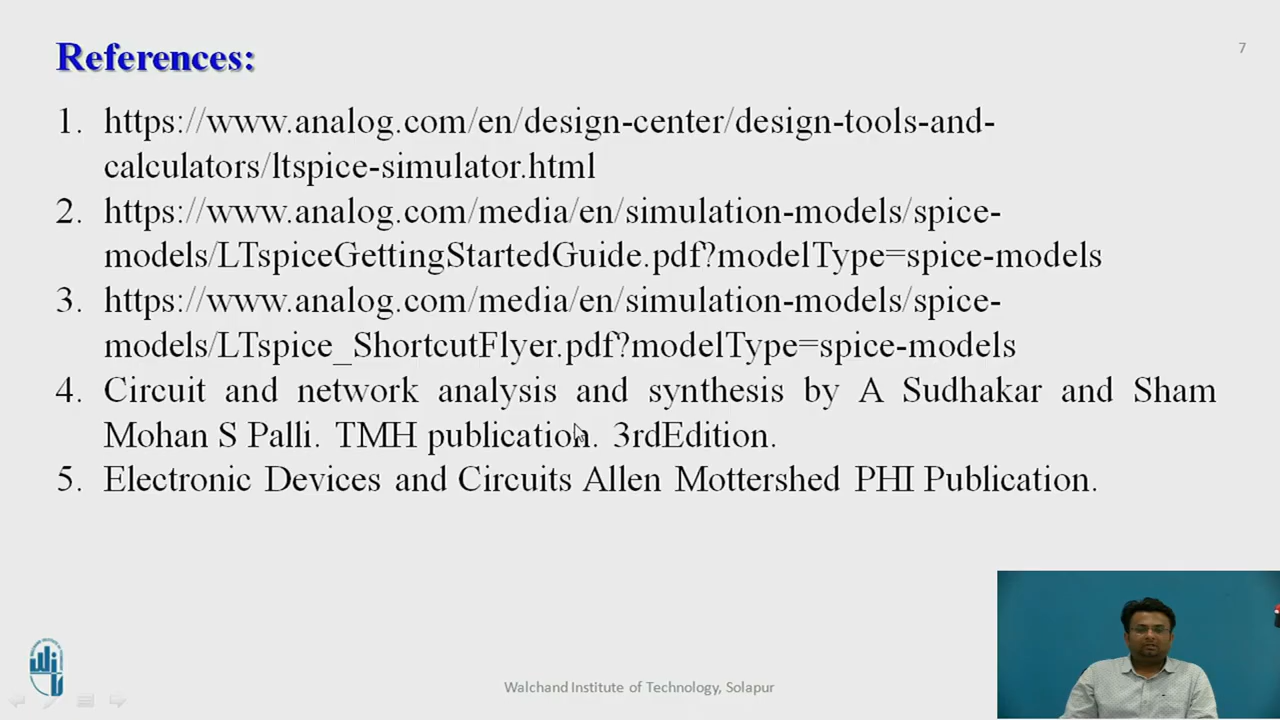 References:
7
1. https://www.analog.com/en/design-center/design-tools-and-
calculators/ltspice-simulator.html
2. https://www.analog.com/media/en/simulation-models/spice-
models/LTspiceGettingStartedGuide.pdf?modelType=spice-models
3. https://www.analog.com/media/en/simulation-models/spice-
models/LTspice_ShortcutFlyer.pdf?modelType=spice-models
4. Circuit and network analysis and synthesis by A Sudhakar and Sham
Mohan S Palli. TMH publication. 3rdEdition.
5. Electronic Devices and Circuits Allen Mottershed PHI Publication.
Walchand Institute of Technology, Solapur